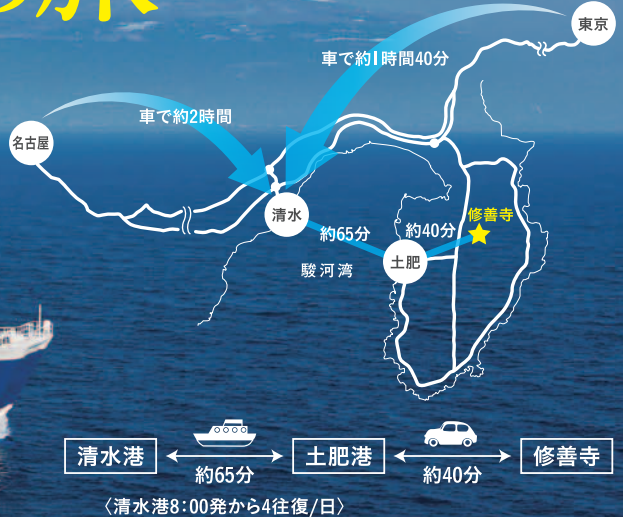 の旅
東京
車で約1時間40分
車で約2時間
名古屋
清水
約65分
約40分
修善寺
土肥
駿河湾
清水港
約65分
土肥港
約40分
修善寺
〈清水港8:00発から4往復/日〉